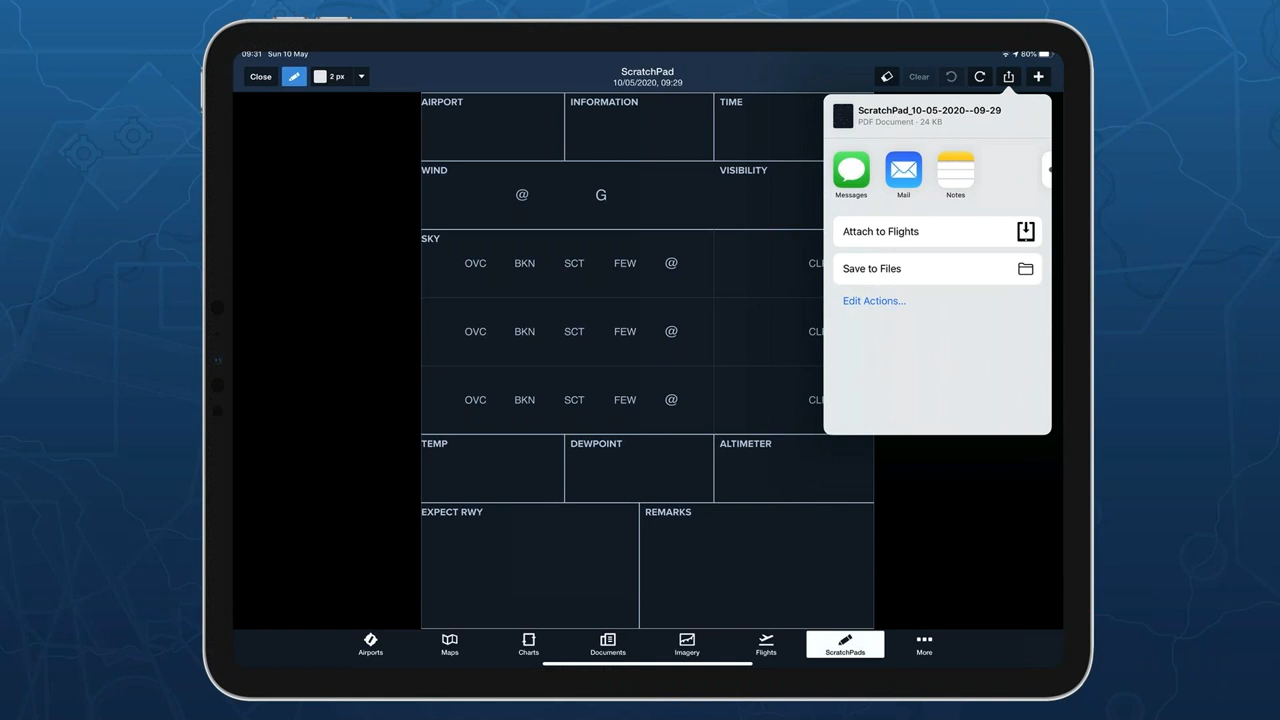 09:31 Sun 10 May
80%
Close
2 px
ScratchPad
10/05/2020, 09:29
Clear
AIRPORT INFORMATION TIME
ScratchPad_10-05-2020--09-29
PDF Document · 24 KB
Messages Mail Notes
Attach to Flights
Save to Files
Edit Actions...
WIND VISIBILITY
@ G
SKY
OVC BKN SCT FEW @
OVC BKN SCT FEW @
OVC BKN SCT FEW @
TEMP DEWPOINT ALTIMETER
EXPECT RWY REMARKS
Airports Maps Charts Documents Imagery Flights ScratchPads More